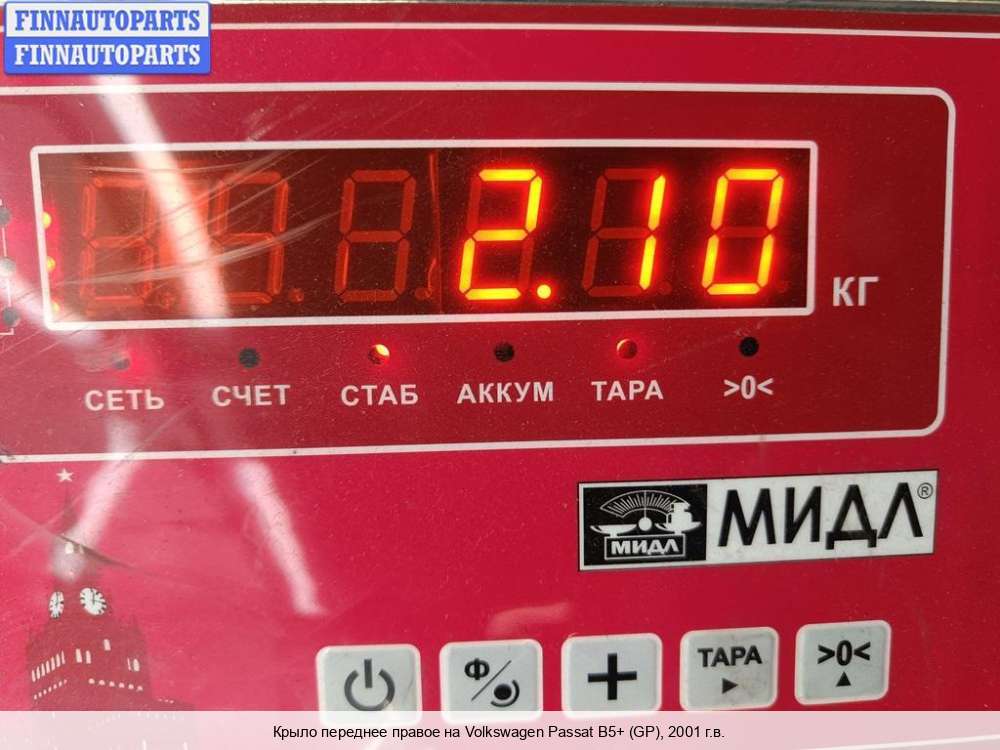 FINNAUTOPARTS
FINNAUTOPARTS
2.10
КГ
СЕТЬ СЧЕТ СТАБ АККУМ ТАРА >0<
МИДЛ МИДЛ®
Ф ТАРА >0<
Крыло переднее правое на Volkswagen Passat B5+ (GP), 2001 г.в.